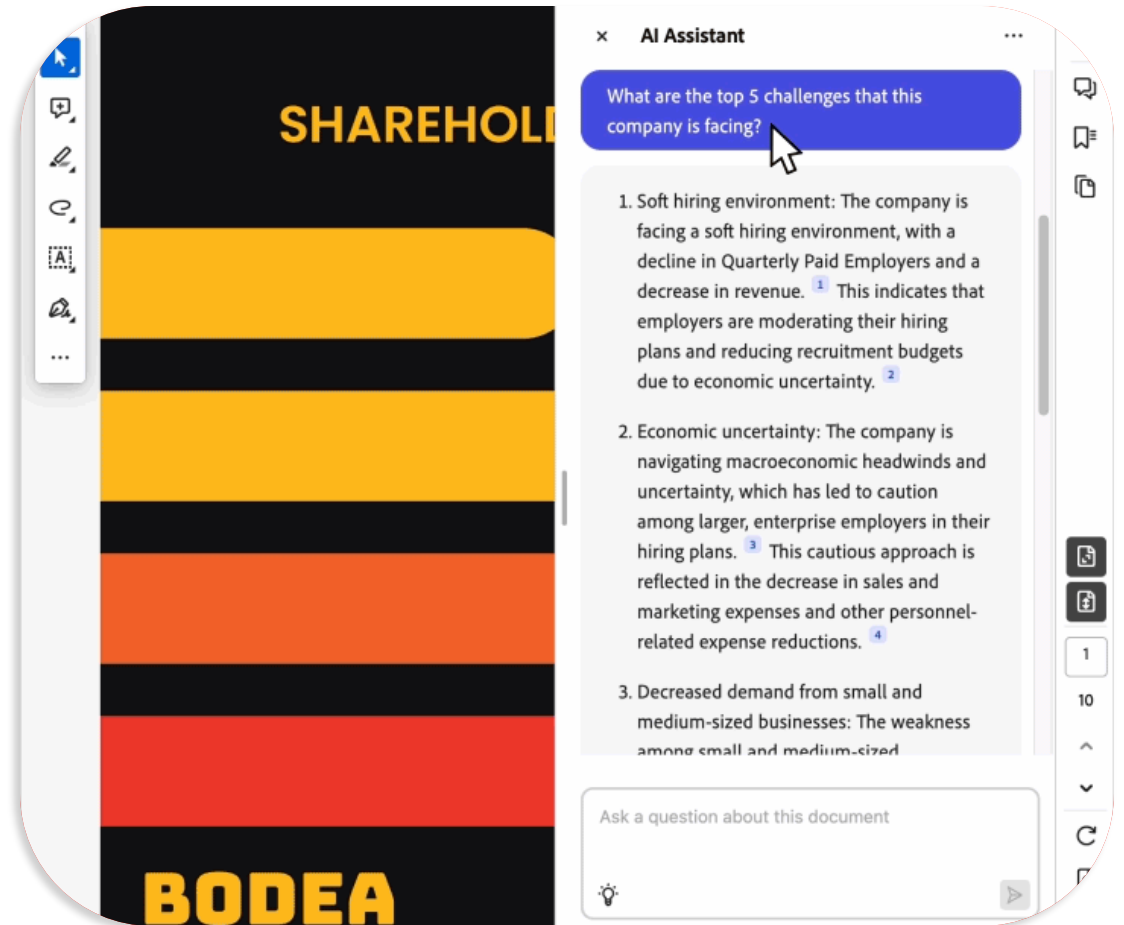 SHAREHOL
BODEA
AI Assistant
What are the top 5 challenges that this
company is facing?
1. Soft hiring environment: The company is
facing a soft hiring environment, with a
decline in Quarterly Paid Employers and a
decrease in revenue. 1 This indicates that
employers are moderating their hiring
plans and reducing recruitment budgets
due to economic uncertainty. 2
2. Economic uncertainty: The company is
navigating macroeconomic headwinds and
uncertainty, which has led to caution
among larger, enterprise employers in their
hiring plans. 3 This cautious approach is
reflected in the decrease in sales and
marketing expenses and other personnel-
related expense reductions. 4
3. Decreased demand from small and
medium-sized businesses: The weakness
among small and medium-sized
Ask a question about this document
1
10